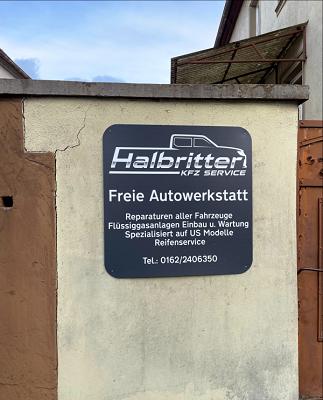 Halbritter
KFZ SERVICE
Freie Autowerkstatt
Reparaturen aller Fahrzeuge
Flüssiggasanlagen Einbau u. Wartung
Spezialisiert auf US Modelle
Reifenservice
Tel.: 0162/2406350